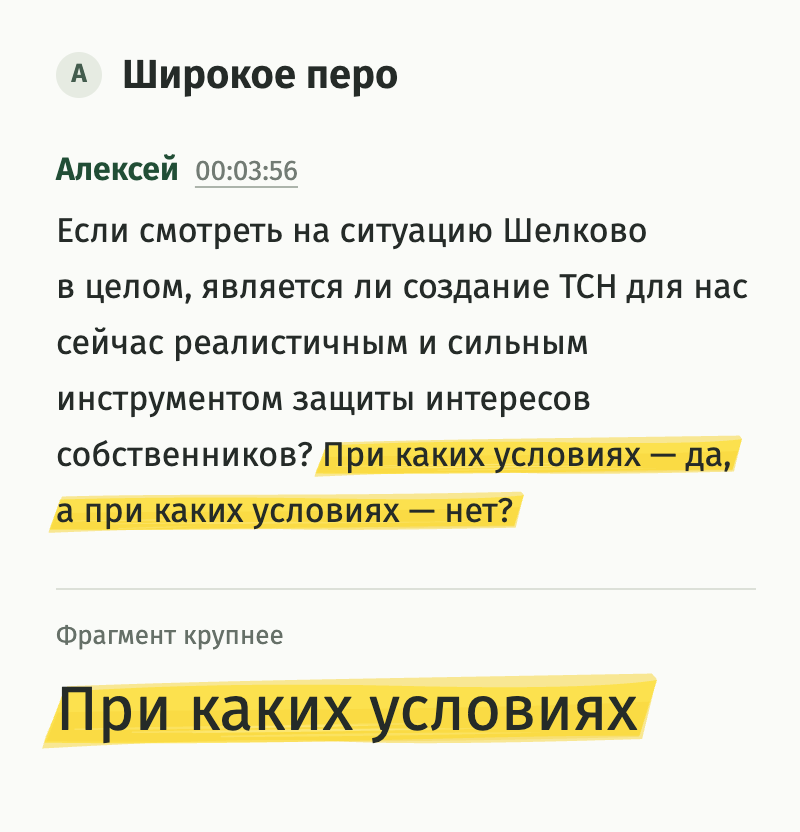 А Широкое перо
Алексей 00:03:56
Если смотреть на ситуацию Шелково
в целом, является ли создание ТСН для нас
сейчас реалистичным и сильным
инструментом защиты интересов
собственников? При каких условиях — да,
а при каких условиях — нет?
Фрагмент крупнее
При каких условиях